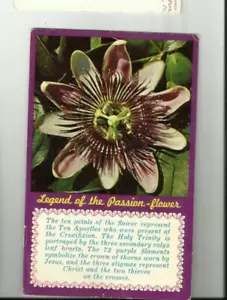 Legend of the Passion-flower
The ten petals of the flower represent
the Ten Apostles who were present at
the Crucifixion. The Holy Trinity is
portrayed by the three secondary calyx
leaf bracts. The 72 purple filaments
symbolize the crown of thorns worn by
Jesus, and the three stigmas represent
Christ and the two thieves
on the crosses.